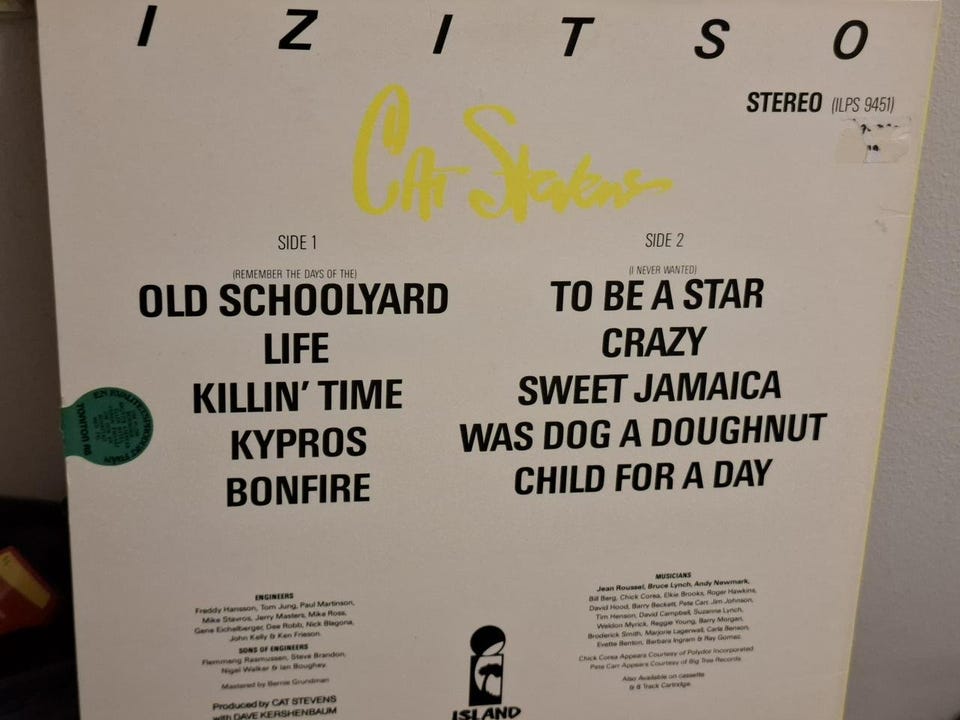 IZITSO
STEREO (ILPS 9451)
Cat Stevens
SIDE 1
(REMEMBER THE DAYS OF THE)
OLD SCHOOLYARD
LIFE
KILLIN' TIME
KYPROS
BONFIRE
SIDE 2
(I NEVER WANTED)
TO BE A STAR
CRAZY
SWEET JAMAICA
WAS DOG A DOUGHNUT
CHILD FOR A DAY
ENGINEERS
Freddy Hansson, Tom Jung, Paul Martinson,
Mike Stavros, Jerry Masters, Mike Ross,
Gene Eichelberger, Dee Robb, Nick Blagona,
John Kelly & Ken Frieson.
SONS OF ENGINEERS
Flemming Rasmussen, Steve Brandon,
Nigel Walker & Ian Boughey.
Mastered by Bernie Grundman
Produced by CAT STEVENS
with DAVE KERSHENBAUM
ISLAND
MUSICIANS
Jean Roussel, Bruce Lynch, Andy Newmark,
Bill Berg, Chick Corea, Elkie Brooks, Roger Hawkins,
David Hood, Barry Beckett, Pete Carr, Jim Johnson,
Tim Henson, David Campbell, Suzanne Lynch,
Weldon Myrick, Reggie Young, Barry Morgan,
Broderick Smith, Marjorie Lagerwall, Carla Benson,
Evette Benton, Barbara Ingram & Ray Gomez.
Chick Corea Appears Courtesy of Polydor Incorporated
Pete Carr Appears Courtesy of Big Tree Records.
Also Available on cassette
& 8 Track Cartridge.